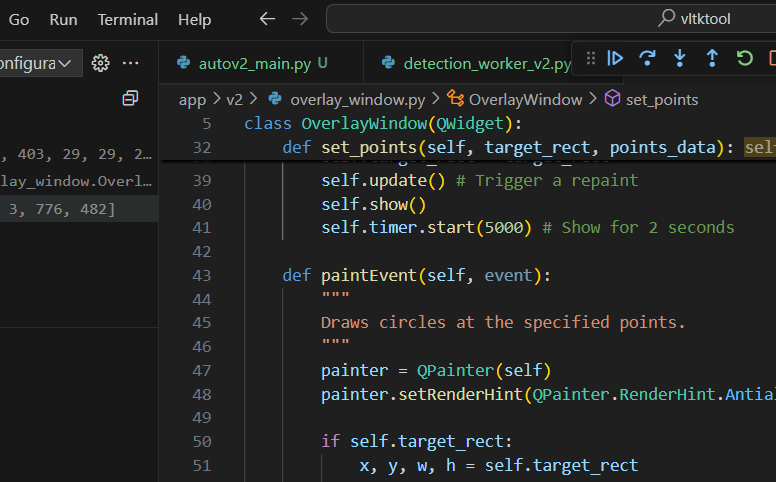 Go Run Terminal Help vltktool
onfigura autov2_main.py U detection_worker_v2.py
app > v2 > overlay_window.py > OverlayWindow > set_points
5 class OverlayWindow(QWidget):
32 def set_points(self, target_rect, points_data): sel
, 403, 29, 29, 2…
39 self.update() # Trigger a repaint
lay_window.Overl…
40 self.show()
3, 776, 482]
41 self.timer.start(5000) # Show for 2 seconds
42
43 def paintEvent(self, event):
44 """
45 Draws circles at the specified points.
46 """
47 painter = QPainter(self)
48 painter.setRenderHint(QPainter.RenderHint.Antia
49
50 if self.target_rect:
51 x, y, w, h = self.target_rect